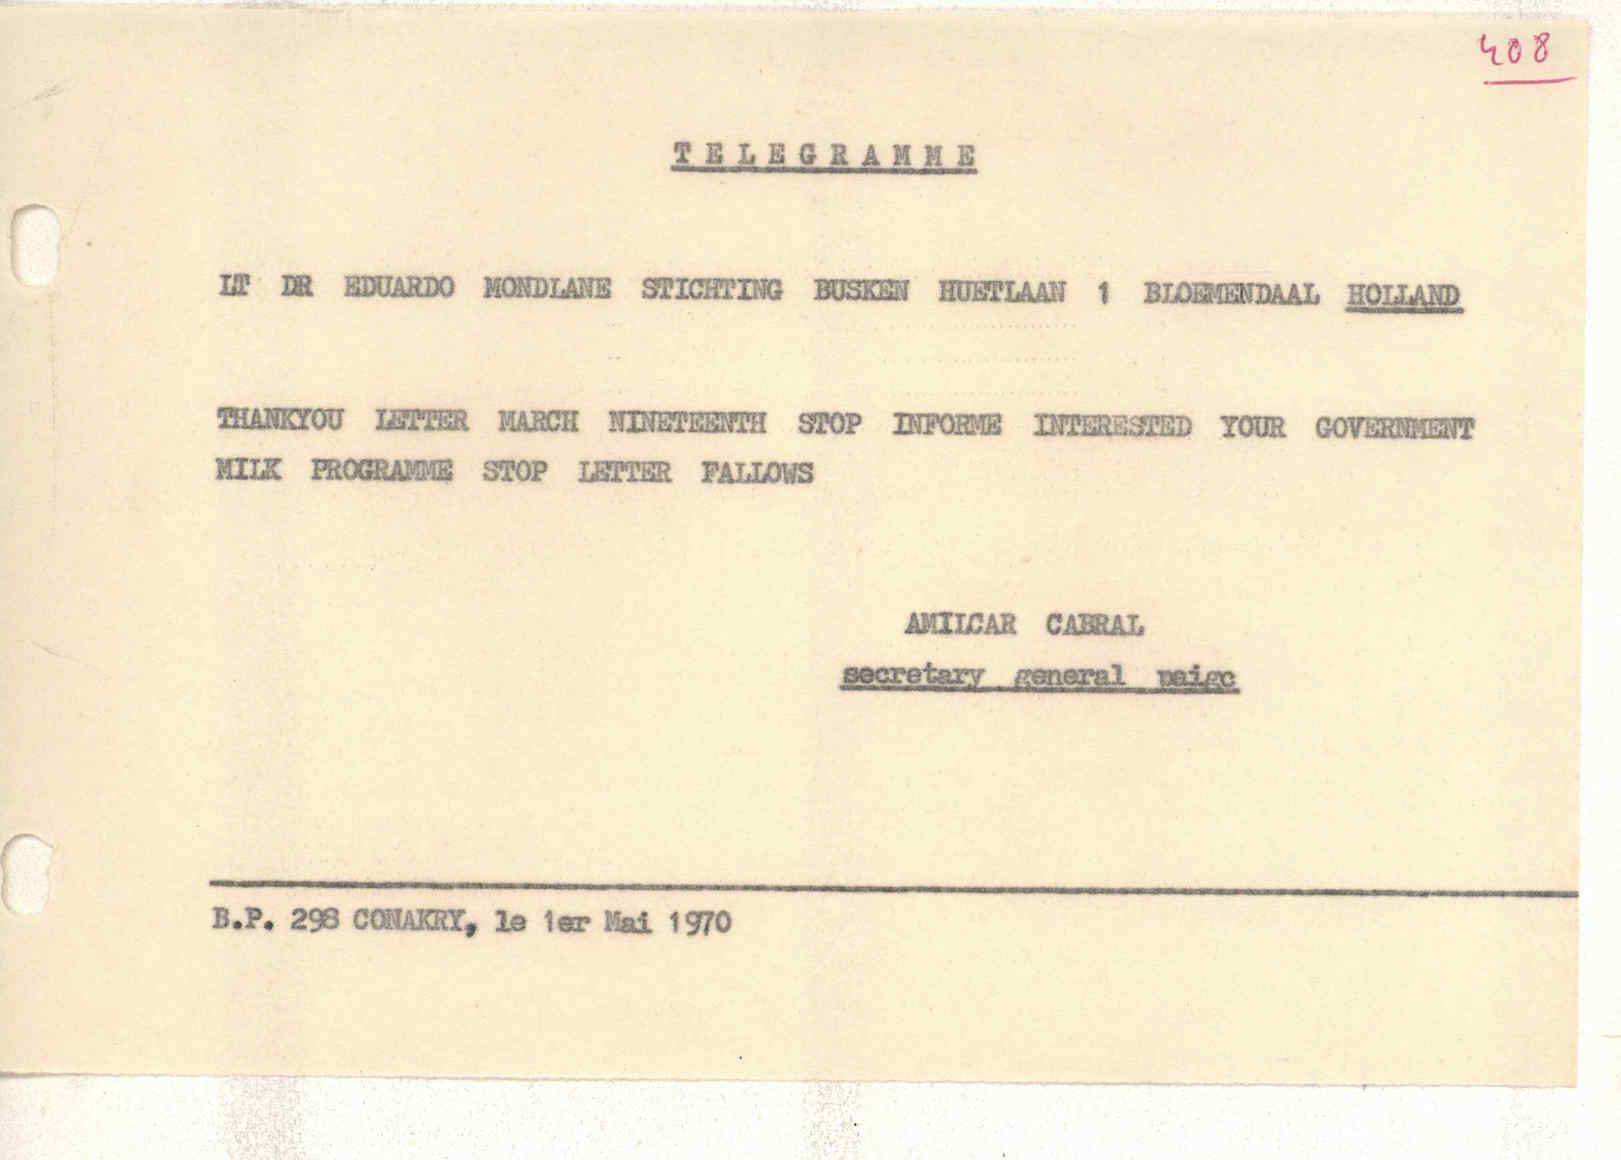 408
TELEGRAMME
LT DR EDUARDO MONDLANE STICHTING BUSKEN HUETLAAN 1 BLOEMENDAAL HOLLAND
THANKYOU LETTER MARCH NINETEENTH STOP INFORME INTERESTED YOUR GOVERNMENT
MILK PROGRAMME STOP LETTER FALLOWS
AMILCAR CABRAL
secretary general paigc
B.P. 298 CONAKRY, le 1er Mai 1970